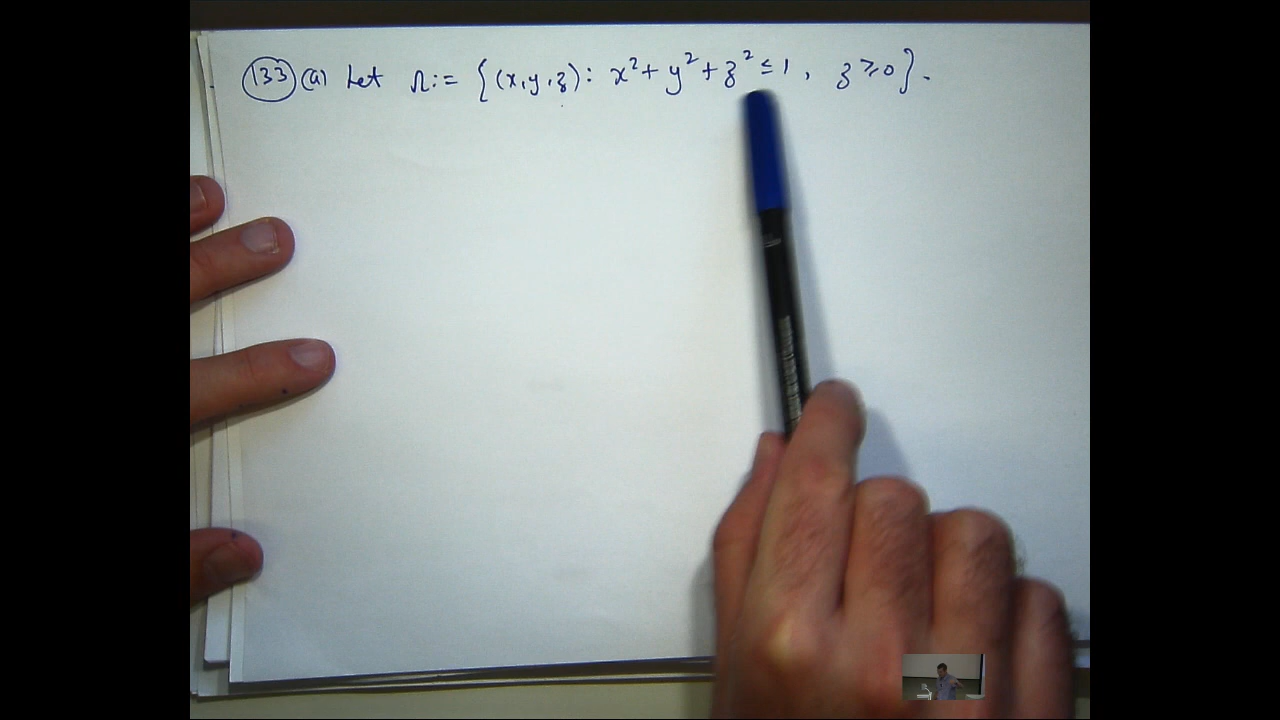 133 (a) Let Ω := {(x,y,z): x² + y² + z² ≤ 1, z ≥ 0}.